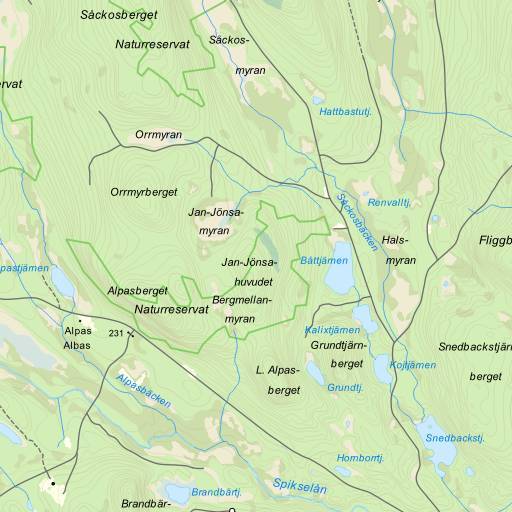 Såckosberget
Naturreservat
Såckos-
myran
rvat
Hattbastutj.
Orrmyran
Orrmyrberget
Renvalltj.
Såckosbäcken
Jan-Jönsa-
myran
Hals-
myran
Fliggb
Jan-Jönsa-
huvudet
Båttjärnen
pastjärnen
Alpasberget
Naturreservat
Bergmellan-
myran
Alpas
Albas
231
Kalixtjärnen
Grundtjärn-
berget
Snedbackstjärn
berget
Kojtjärnen
L. Alpas-
berget
Alpasbäcken
Grundtj.
Snedbackstj.
Homborrtj.
Spikselån
Brandbärtj.
Brandbär-